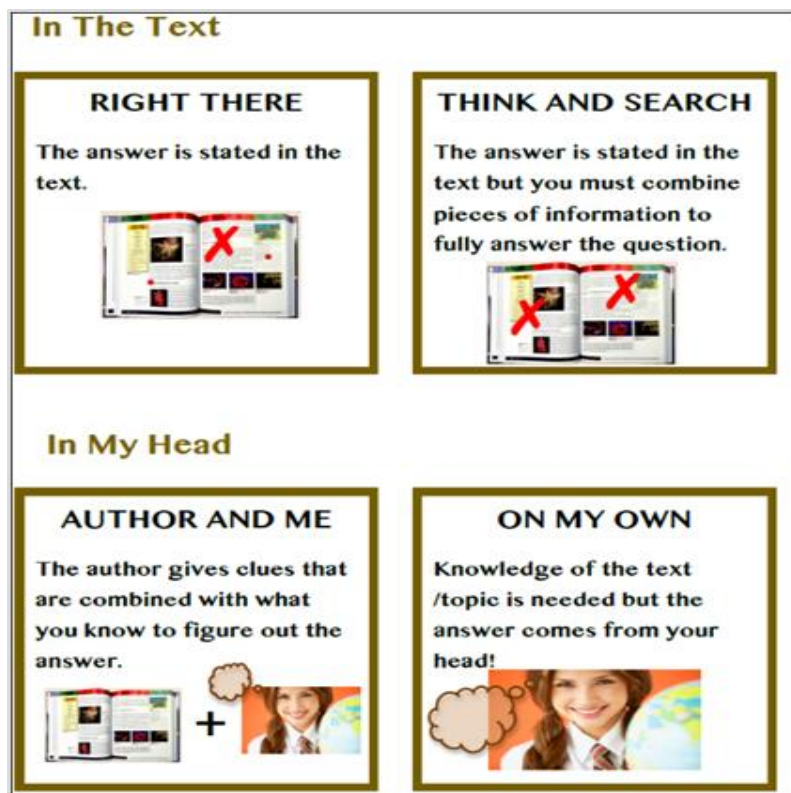 In The Text
RIGHT THERE
The answer is stated in the
text.
THINK AND SEARCH
The answer is stated in the
text but you must combine
pieces of information to
fully answer the question.
In My Head
AUTHOR AND ME
The author gives clues that
are combined with what
you know to figure out the
answer.
+
ON MY OWN
Knowledge of the text
/topic is needed but the
answer comes from your
head!